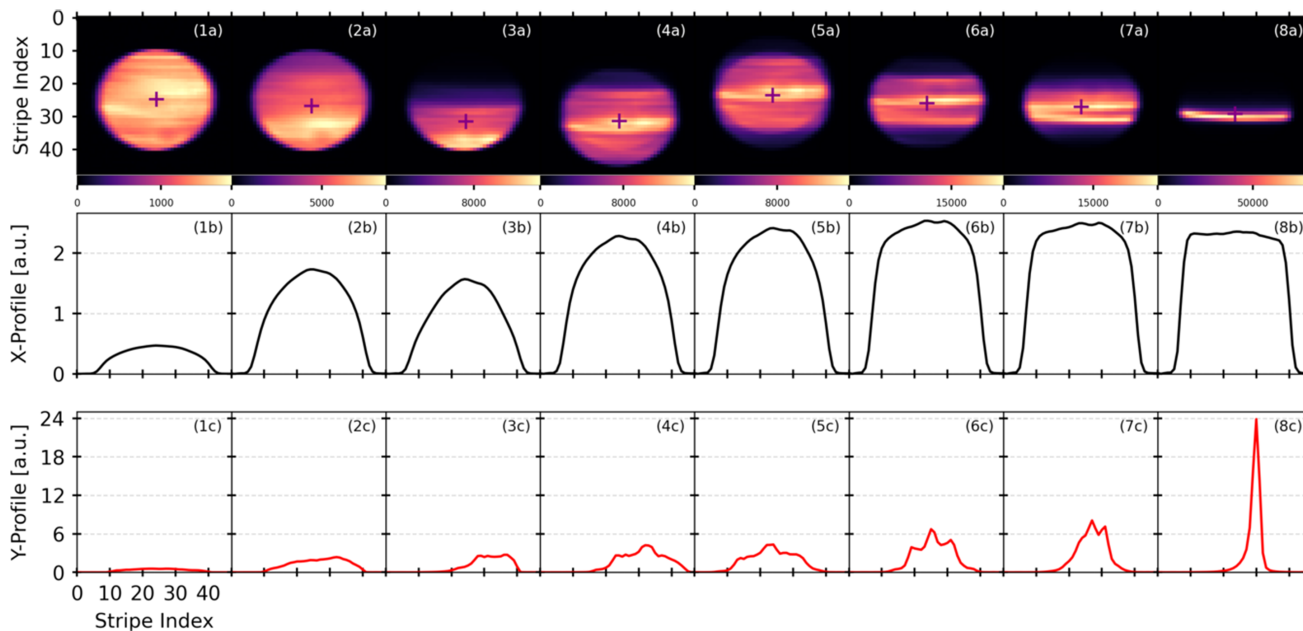 (1a) (2a) (3a) (4a) (5a) (6a) (7a) (8a)
0
10
20
30
40
Stripe Index
0 1000 0 5000 0 8000 0 8000 0 8000 0 15000 0 15000 0 50000
(1b) (2b) (3b) (4b) (5b) (6b) (7b) (8b)
2
1
0
X-Profile [a.u.]
(1c) (2c) (3c) (4c) (5c) (6c) (7c) (8c)
24
18
12
6
0
Y-Profile [a.u.]
0 10 20 30 40
Stripe Index